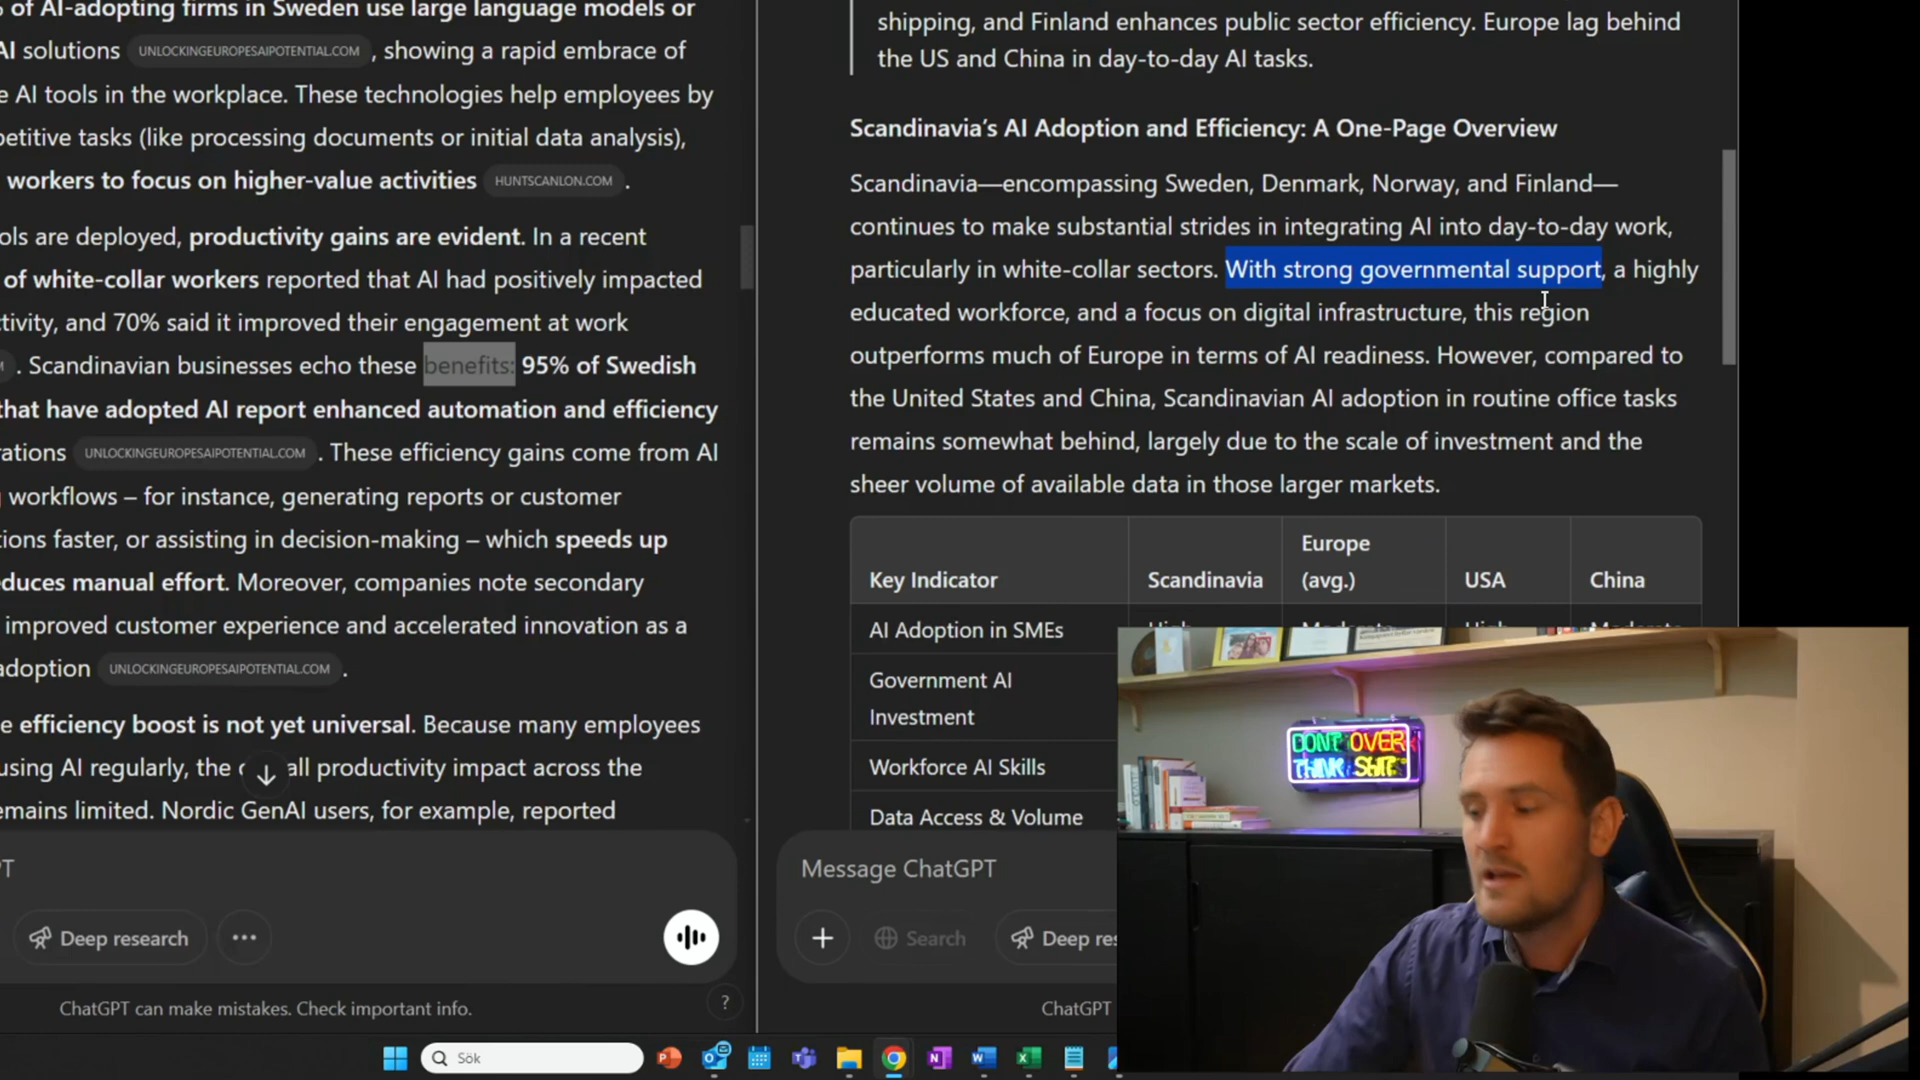 of AI-adopting firms in Sweden use large language models or
AI solutions UNLOCKINGEUROPESAIPOTENTIAL.COM , showing a rapid embrace of
e AI tools in the workplace. These technologies help employees by
petitive tasks (like processing documents or initial data analysis),
workers to focus on higher-value activities HUNTSCANLON.COM .
ols are deployed, productivity gains are evident. In a recent
of white-collar workers reported that AI had positively impacted
ctivity, and 70% said it improved their engagement at work
. Scandinavian businesses echo these benefits: 95% of Swedish
that have adopted AI report enhanced automation and efficiency
rations UNLOCKINGEUROPESAIPOTENTIAL.COM . These efficiency gains come from AI
workflows – for instance, generating reports or customer
tions faster, or assisting in decision-making – which speeds up
educes manual effort. Moreover, companies note secondary
improved customer experience and accelerated innovation as a
adoption UNLOCKINGEUROPESAIPOTENTIAL.COM .
e efficiency boost is not yet universal. Because many employees
using AI regularly, the all productivity impact across the
emains limited. Nordic GenAI users, for example, reported
PT
Deep research
ChatGPT can make mistakes. Check important info.
?
shipping, and Finland enhances public sector efficiency. Europe lag behind
the US and China in day-to-day AI tasks.
Scandinavia’s AI Adoption and Efficiency: A One-Page Overview
Scandinavia—encompassing Sweden, Denmark, Norway, and Finland—
continues to make substantial strides in integrating AI into day-to-day work,
particularly in white-collar sectors. With strong governmental support, a highly
educated workforce, and a focus on digital infrastructure, this region
outperforms much of Europe in terms of AI readiness. However, compared to
the United States and China, Scandinavian AI adoption in routine office tasks
remains somewhat behind, largely due to the scale of investment and the
sheer volume of available data in those larger markets.
Key Indicator Scandinavia Europe (avg.) USA China
AI Adoption in SMEs High Moderate High Moderate
Government AI
Investment
Workforce AI Skills
Data Access & Volume
Message ChatGPT
Search
Deep res
ChatGPT
DONT OVER
THINK SHIT
Sök